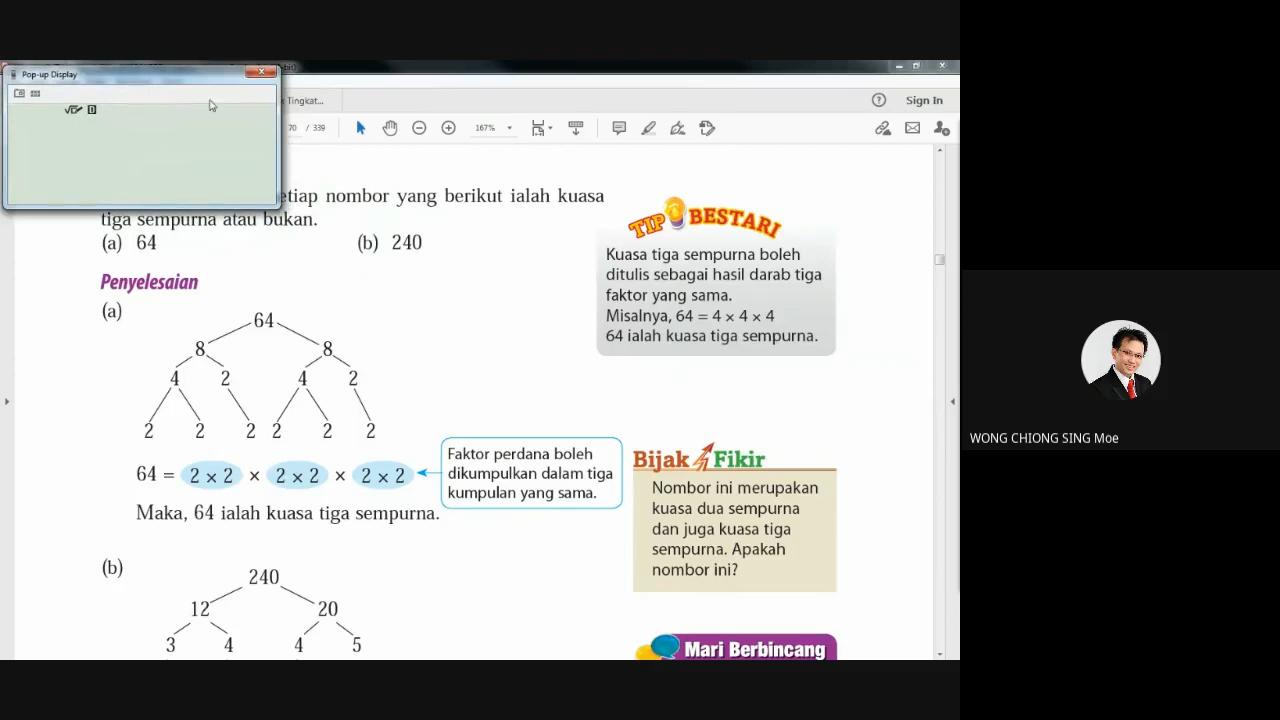 Pop-up Display
k Tingkat...
Sign In
70 / 339
167%
etiap nombor yang berikut ialah kuasa
tiga sempurna atau bukan.
(a) 64
(b) 240
Penyelesaian
(a)
64
8 8
4 2 4 2
2 2 2 2 2 2
64 = 2 × 2 × 2 × 2 × 2 × 2
Faktor perdana boleh
dikumpulkan dalam tiga
kumpulan yang sama.
Maka, 64 ialah kuasa tiga sempurna.
(b)
240
12 20
3 4 4 5
TIP BESTARI
Kuasa tiga sempurna boleh
ditulis sebagai hasil darab tiga
faktor yang sama.
Misalnya, 64 = 4 × 4 × 4
64 ialah kuasa tiga sempurna.
Bijak Fikir
Nombor ini merupakan
kuasa dua sempurna
dan juga kuasa tiga
sempurna. Apakah
nombor ini?
Mari Berbincang
WONG CHIONG SING Moe